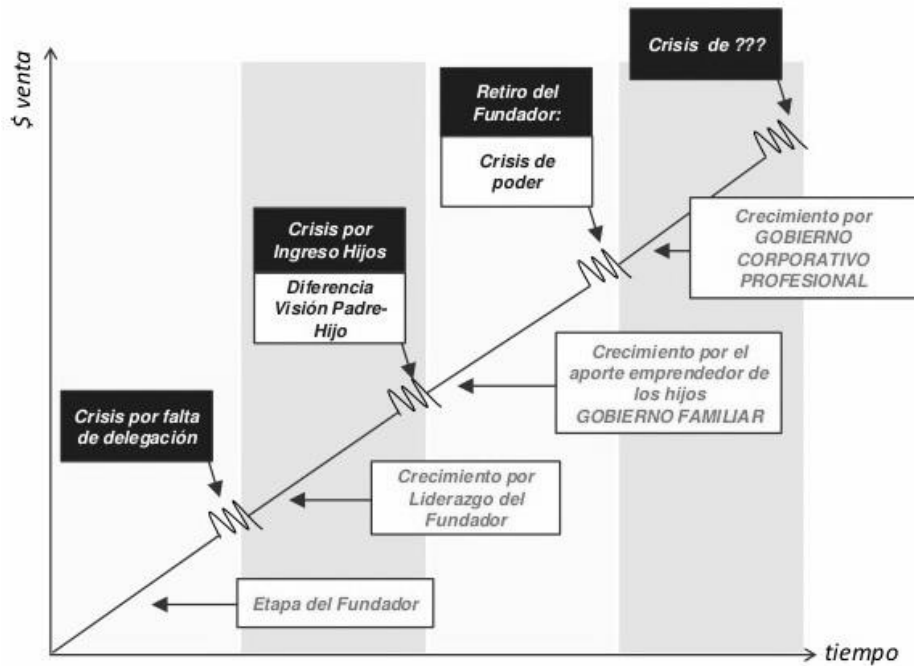 $ venta
Crisis de ???
Retiro del
Fundador:
Crisis de
poder
Crisis por
Ingreso Hijos
Diferencia
Visión Padre-
Hijo
Crecimiento por
GOBIERNO
CORPORATIVO
PROFESIONAL
Crecimiento por el
aporte emprendedor de
los hijos
GOBIERNO FAMILIAR
Crisis por falta
de delegación
Crecimiento por
Liderazgo del
Fundador
Etapa del Fundador
tiempo